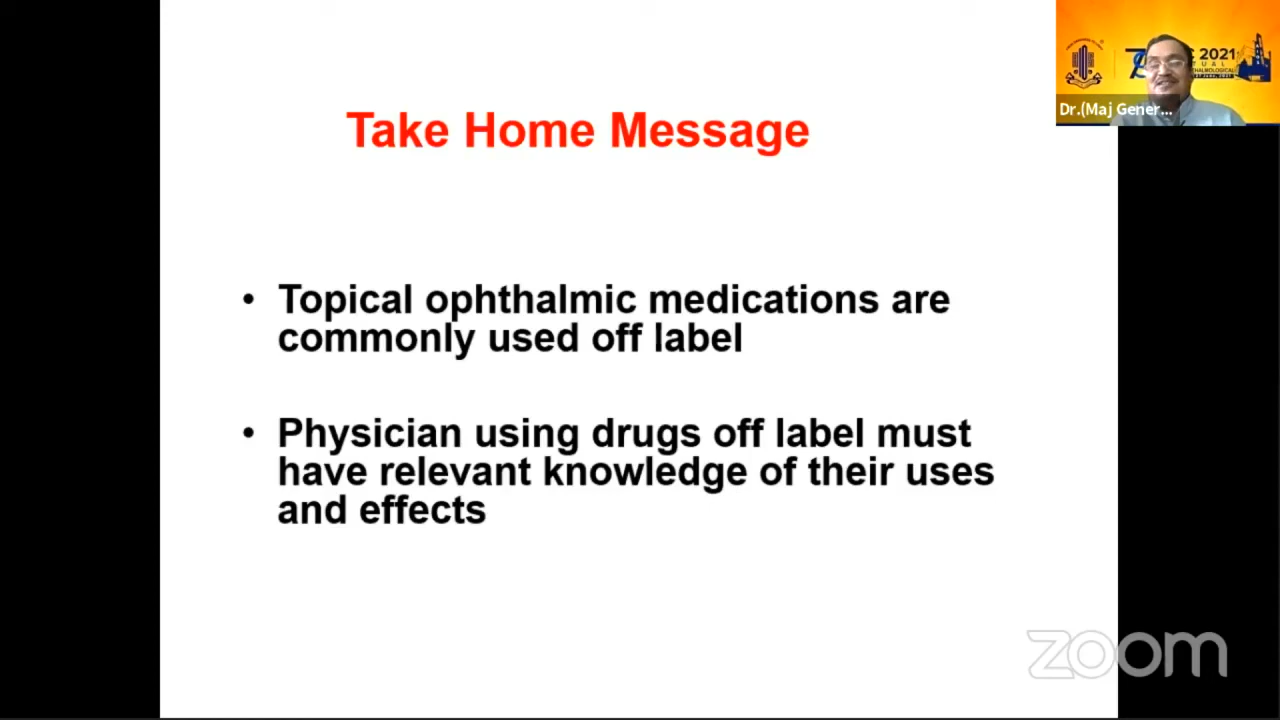 Take Home Message
• Topical ophthalmic medications are
commonly used off label
• Physician using drugs off label must
have relevant knowledge of their uses
and effects
C 2021
Dr.(Maj Gener...
zoom